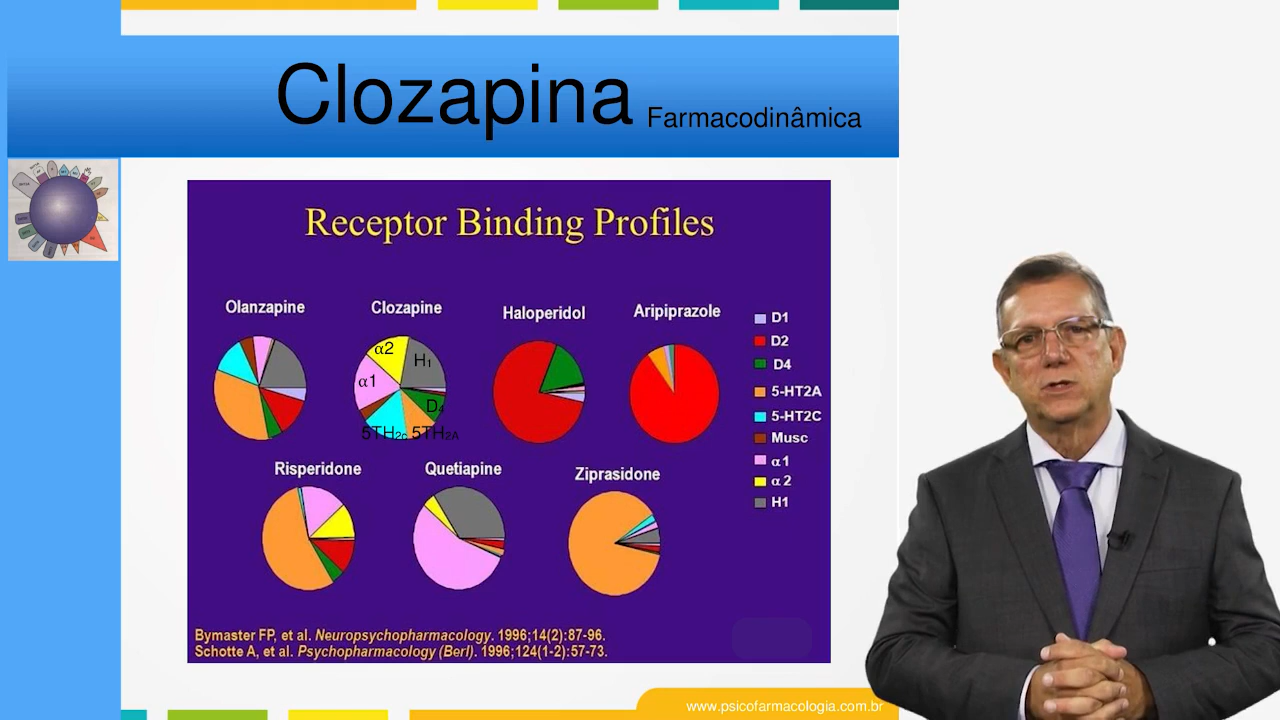 Clozapina Farmacodinâmica
Receptor Binding Profiles
Olanzapine
Clozapine
Haloperidol
Aripiprazole
α2
H1
α1
D4
5TH2c 5TH2A
D1
D2
D4
5-HT2A
5-HT2C
Musc
α1
α2
H1
Risperidone
Quetiapine
Ziprasidone
Bymaster FP, et al. Neuropsychopharmacology. 1996;14(2):87-96.
Schotte A, et al. Psychopharmacology (Berl). 1996;124(1-2):57-73.
www.psicofarmacologia.com.br